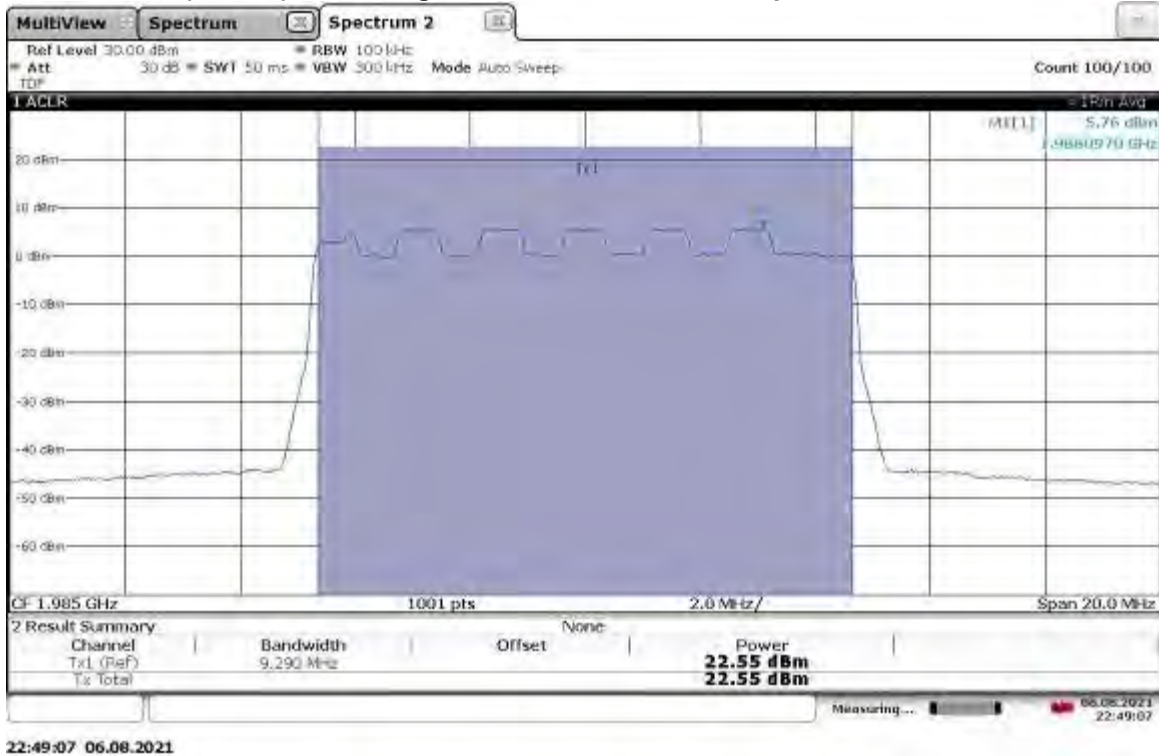 MultiView Spectrum Spectrum 2
Ref Level 30.00 dBm RBW 100 kHz
Att 30 dB SWT 50 ms VBW 300 kHz Mode Auto Sweep Count 100/100
TDF
1 ACLR 1Rm Avg
M1[1] 5.76 dBm
1.9880970 GHz
20 dBm
Tx1
10 dBm
0 dBm
-10 dBm
-20 dBm
-30 dBm
-40 dBm
-50 dBm
-60 dBm
CF 1.985 GHz 1001 pts 2.0 MHz/ Span 20.0 MHz
2 Result Summary None
Channel Bandwidth Offset Power
Tx1 (Ref) 9.290 MHz 22.55 dBm
Tx Total 22.55 dBm
Measuring... 06.08.2021
22:49:07
22:49:07 06.08.2021